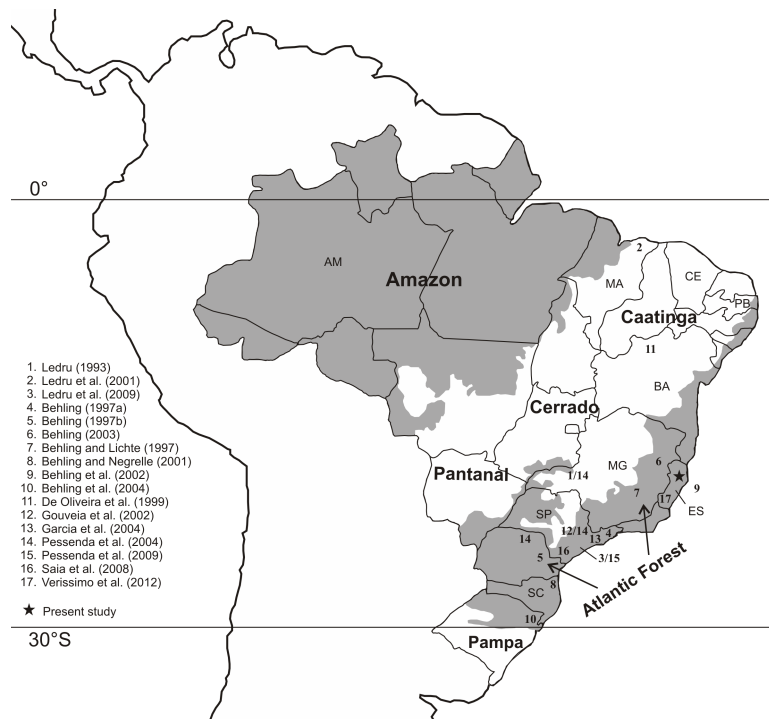 0°
AM
Amazon
2
MA
CE
PB
Caatinga
11
BA
1. Ledru (1993)
2. Ledru et al. (2001)
3. Ledru et al. (2009)
4. Behling (1997a)
5. Behling (1997b)
6. Behling (2003)
7. Behling and Lichte (1997)
8. Behling and Negrelle (2001)
9. Behling et al. (2002)
10. Behling et al. (2004)
11. De Oliveira et al. (1999)
12. Gouveia et al. (2002)
13. Garcia et al. (2004)
14. Pessenda et al. (2004)
15. Pessenda et al. (2009)
16. Saia et al. (2008)
17. Verissimo et al. (2012)
★ Present study
Cerrado
Pantanal
1/14
MG
6
9
7
17
ES
SP
12/14
14
13
4
16
3/15
5
8
Atlantic Forest
SC
10
30°S
Pampa